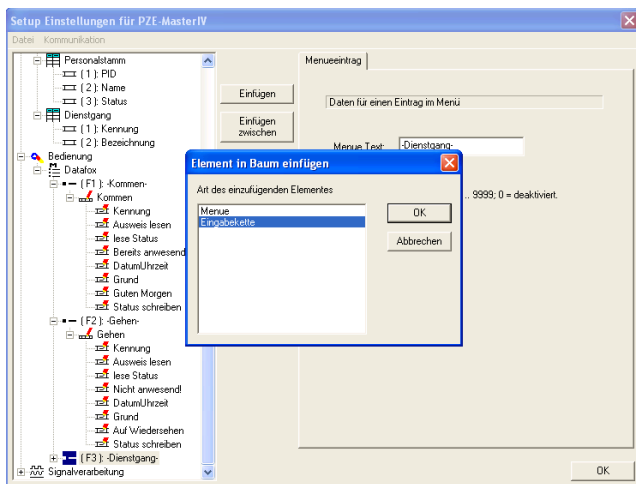 Setup Einstellungen für PZE-MasterIV
Datei Kommunikation
Personalstamm
( 1 ): PID
( 2 ): Name
( 3 ): Status
Dienstgang
( 1 ): Kennung
( 2 ): Bezeichnung
Bedienung
Datafox
( F1 ): -Kommen-
Kommen
Kennung
Ausweis lesen
lese Status
Bereits anwesend
DatumUhrzeit
Grund
Guten Morgen
Status schreiben
( F2 ): -Gehen-
Gehen
Kennung
Ausweis lesen
lese Status
Nicht anwesend!
DatumUhrzeit
Grund
Auf Wiedersehen
Status schreiben
( F3 ): -Dienstgang-
Signalverarbeitung
Einfügen
Einfügen
zwischen
Menueeintrag
Daten für einen Eintrag im Menü
Menue Text: -Dienstgang-
.. 9999; 0 = deaktiviert.
Element in Baum einfügen
Art des einzufügenden Elementes
Menue
Eingabekette
OK
Abbrechen
OK